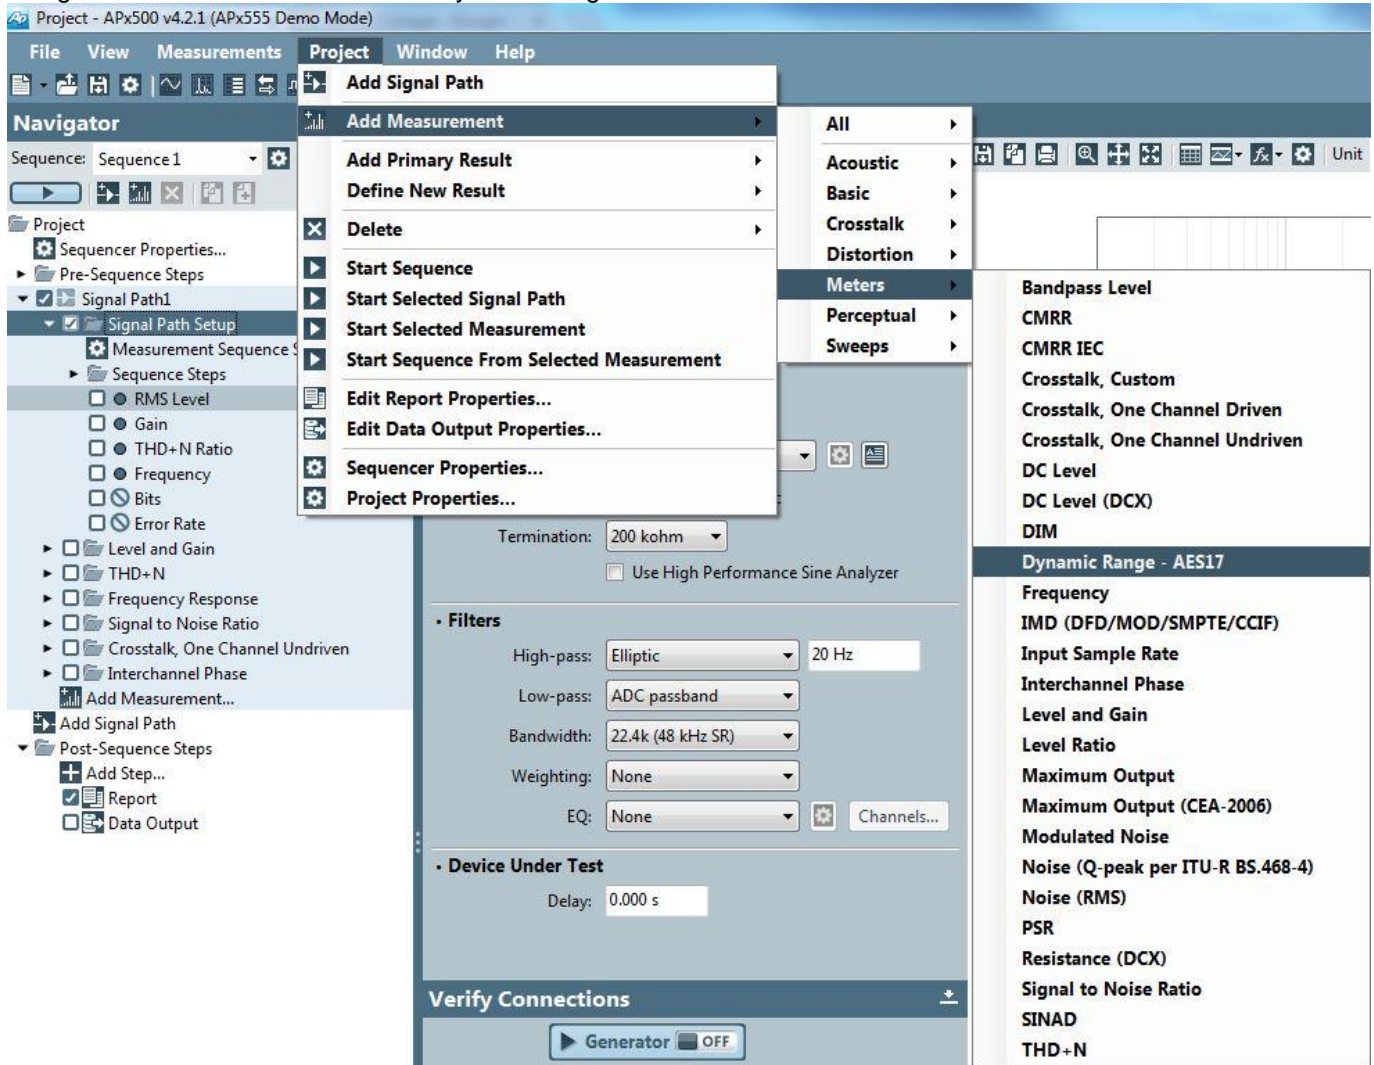 Project - APx500 v4.2.1 (APx555 Demo Mode)
File View Measurements Project Window Help
Navigator
Sequence: Sequence 1
Project
Sequencer Properties...
Pre-Sequence Steps
Signal Path1
Signal Path Setup
Measurement Sequence
Sequence Steps
RMS Level
Gain
THD+N Ratio
Frequency
Bits
Error Rate
Level and Gain
THD+N
Frequency Response
Signal to Noise Ratio
Crosstalk, One Channel Undriven
Interchannel Phase
Add Measurement...
Add Signal Path
Post-Sequence Steps
Add Step...
Report
Data Output
Add Signal Path
Add Measurement
Add Primary Result
Define New Result
Delete
Start Sequence
Start Selected Signal Path
Start Selected Measurement
Start Sequence From Selected Measurement
Edit Report Properties...
Edit Data Output Properties...
Sequencer Properties...
Project Properties...
All
Acoustic
Basic
Crosstalk
Distortion
Meters
Perceptual
Sweeps
Unit
Bandpass Level
CMRR
CMRR IEC
Crosstalk, Custom
Crosstalk, One Channel Driven
Crosstalk, One Channel Undriven
DC Level
DC Level (DCX)
DIM
Dynamic Range - AES17
Frequency
IMD (DFD/MOD/SMPTE/CCIF)
Input Sample Rate
Interchannel Phase
Level and Gain
Level Ratio
Maximum Output
Maximum Output (CEA-2006)
Modulated Noise
Noise (Q-peak per ITU-R BS.468-4)
Noise (RMS)
PSR
Resistance (DCX)
Signal to Noise Ratio
SINAD
THD+N
Termination: 200 kohm
Use High Performance Sine Analyzer
Filters
High-pass: Elliptic 20 Hz
Low-pass: ADC passband
Bandwidth: 22.4k (48 kHz SR)
Weighting: None
EQ: None Channels...
Device Under Test
Delay: 0.000 s
Verify Connections
Generator OFF